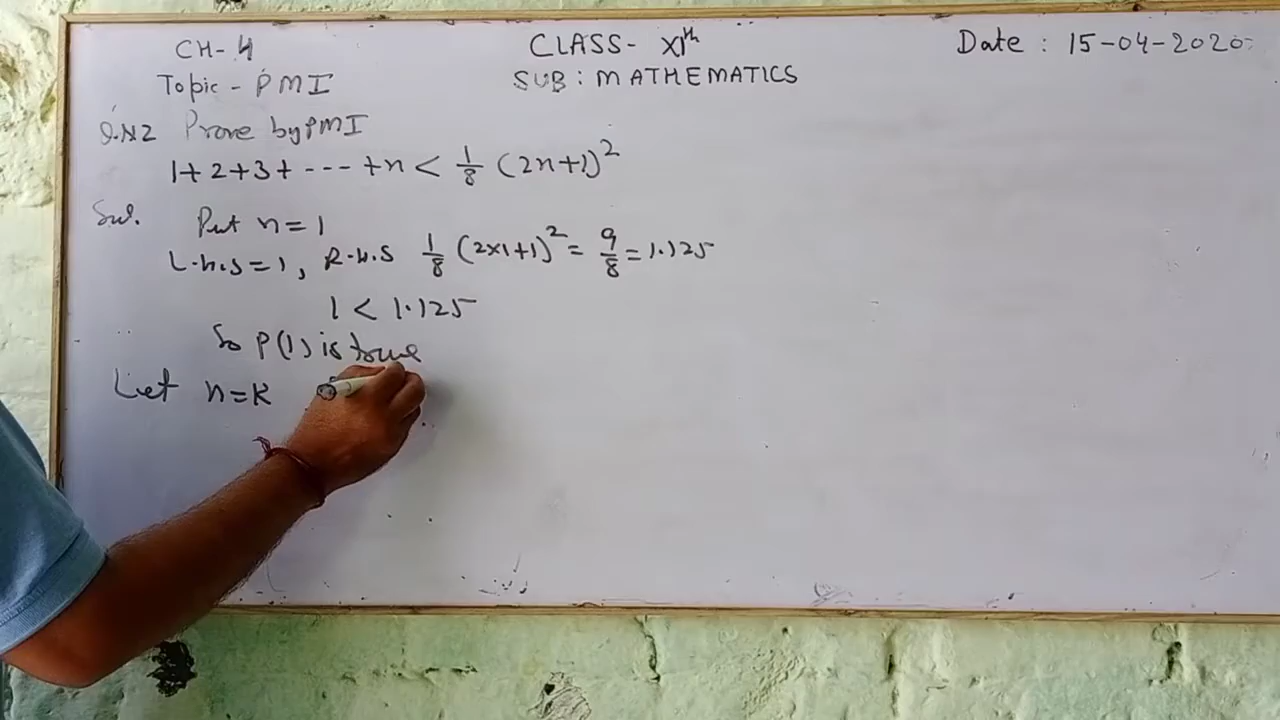 CH-4
CLASS- XIth
Date : 15-04-2020
Topic - PMI
SUB : MATHEMATICS
Q.N2 Prove by PMI
1+2+3+ ---- +n < 1/8 (2n+1)²
Sol. Put n=1
L.h.s=1, R.H.S 1/8 (2x1+1)² = 9/8 = 1.125
1 < 1.125
So P(1) is true
Let n=K